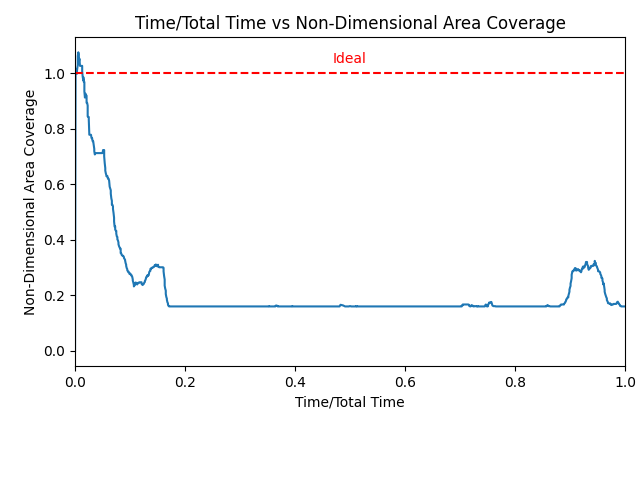 Time/Total Time vs Non-Dimensional Area Coverage
Ideal
Non-Dimensional Area Coverage
1.0
0.8
0.6
0.4
0.2
0.0
0.0 0.2 0.4 0.6 0.8 1.0
Time/Total Time